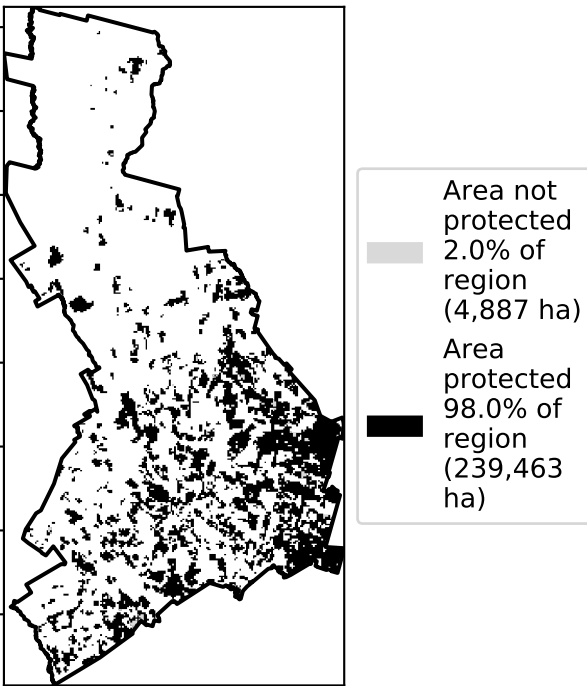 Area not
protected
2.0% of
region
(4,887 ha)
Area
protected
98.0% of
region
(239,463
ha)